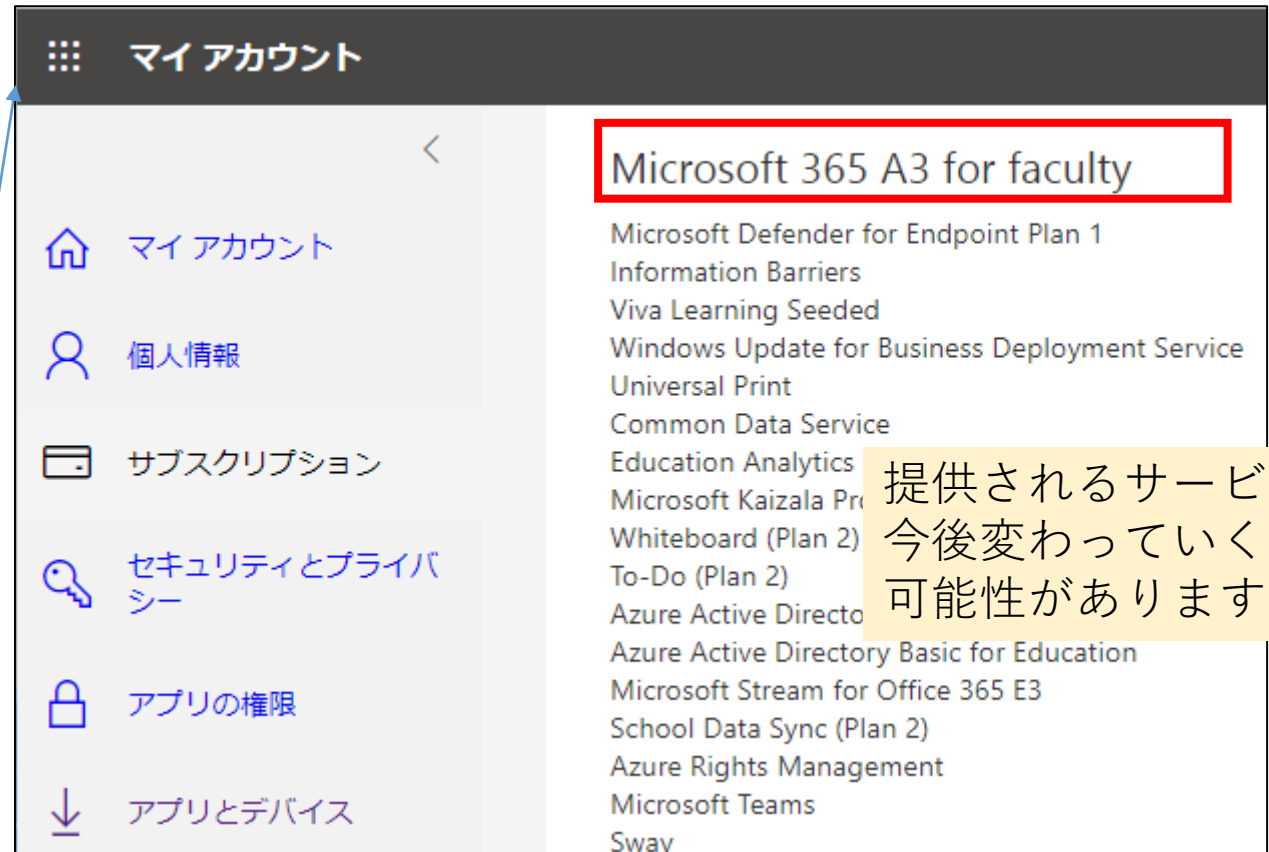 マイ アカウント
マイ アカウント
個人情報
サブスクリプション
セキュリティとプライバ
シー
アプリの権限
アプリとデバイス
Microsoft 365 A3 for faculty
Microsoft Defender for Endpoint Plan 1
Information Barriers
Viva Learning Seeded
Windows Update for Business Deployment Service
Universal Print
Common Data Service
Education Analytics
Microsoft Kaizala
Whiteboard (Plan 2)
To-Do (Plan 2)
Azure Active
Azure Active Directory Basic for Education
Microsoft Stream for Office 365 E3
School Data Sync (Plan 2)
Azure Rights Management
Microsoft Teams
Sway
提供されるサービ
今後変わっていく
可能性があります